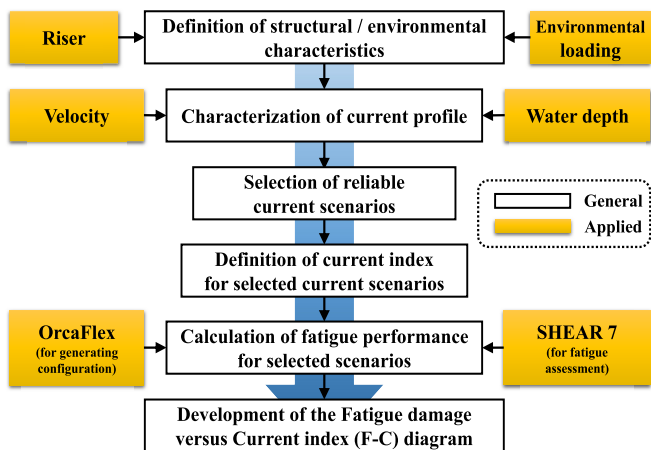 Riser
Definition of structural / environmental
characteristics
Environmental
loading
Velocity
Characterization of current profile
Water depth
Selection of reliable
current scenarios
General
Applied
Definition of current index
for selected current scenarios
OrcaFlex
(for generating
configuration)
Calculation of fatigue performance
for selected scenarios
SHEAR 7
(for fatigue
assessment)
Development of the Fatigue damage
versus Current index (F-C) diagram